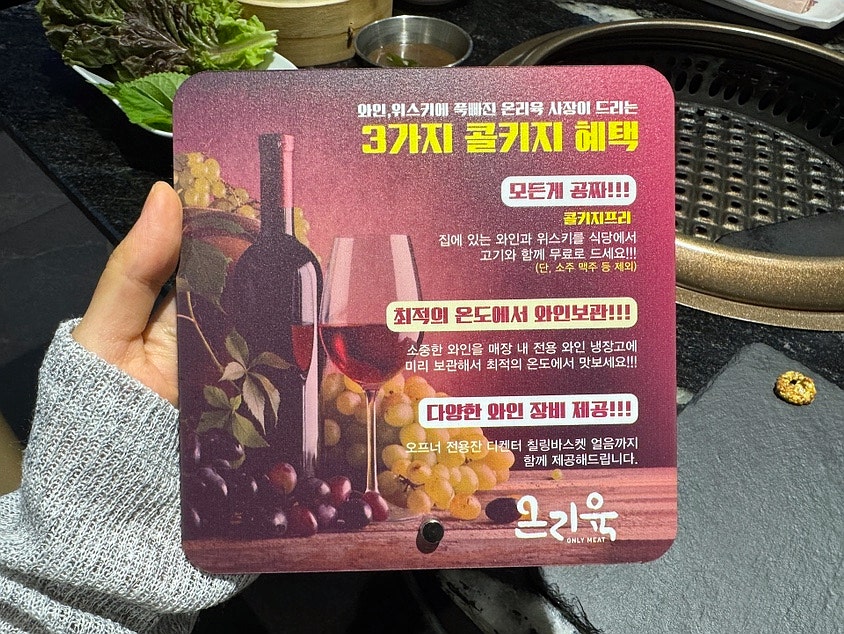 와인,위스키에 푹빠진 온리육 사장이 드리는
3가지 콜키지 혜택
모든게 공짜!!!
콜키지프리
집에 있는 와인과 위스키를 식당에서
고기와 함께 무료로 드세요!!!
(단, 소주 맥주 등 제외)
최적의 온도에서 와인보관!!!
소중한 와인을 매장 내 전용 와인 냉장고에
미리 보관해서 최적의 온도에서 맛보세요!!!
다양한 와인 장비 제공!!!
오프너 전용잔 디켄터 칠링바스켓 얼음까지
함께 제공해드립니다.
온리육
ONLY MEAT